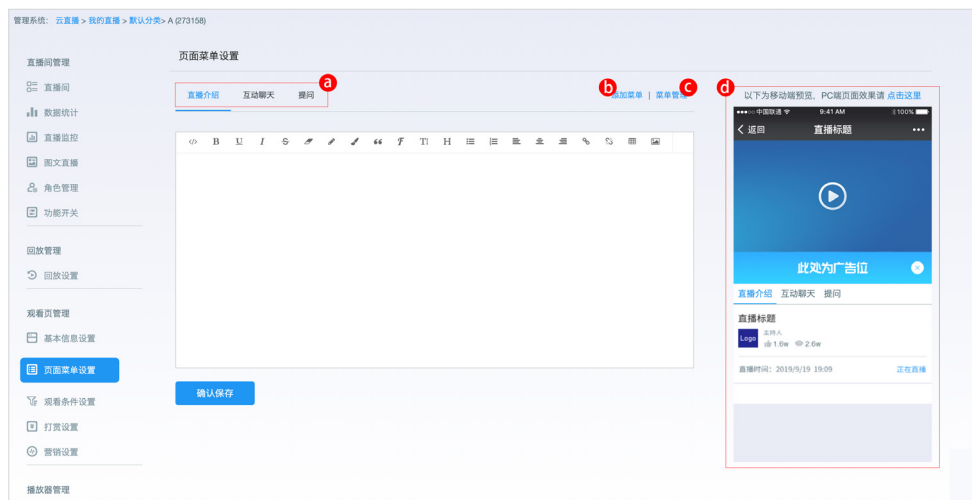 管理系统: 云直播 > 我的直播 > 默认分类> A (273158)
直播间管理
直播间
数据统计
直播监控
图文直播
角色管理
功能开关
回放管理
回放设置
观看页管理
基本信息设置
页面菜单设置
观看条件设置
打赏设置
营销设置
播放器管理
页面菜单设置
直播介绍 互动聊天 提问 a
b 添加菜单 | 菜单管理 c
B U I S 66 F T! H
确认保存
d 以下为移动端预览,PC端页面效果请 点击这里
中国联通 9:41 AM 100%
返回 直播标题
此处为广告位
直播介绍 互动聊天 提问
直播标题
Logo 主持人
1.6w 2.6w
直播时间:2019/9/19 19:09 正在直播